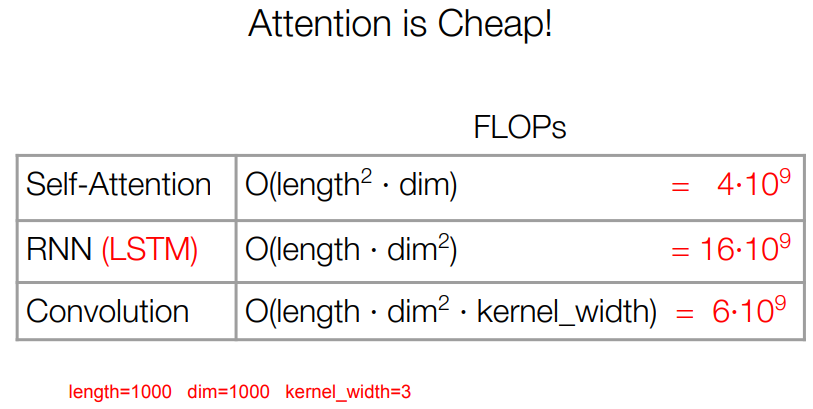 Attention is Cheap!
FLOPs
Self-Attention O(length² · dim) = 4·10⁹
RNN (LSTM) O(length · dim²) = 16·10⁹
Convolution O(length · dim² · kernel_width) = 6·10⁹
length=1000 dim=1000 kernel_width=3